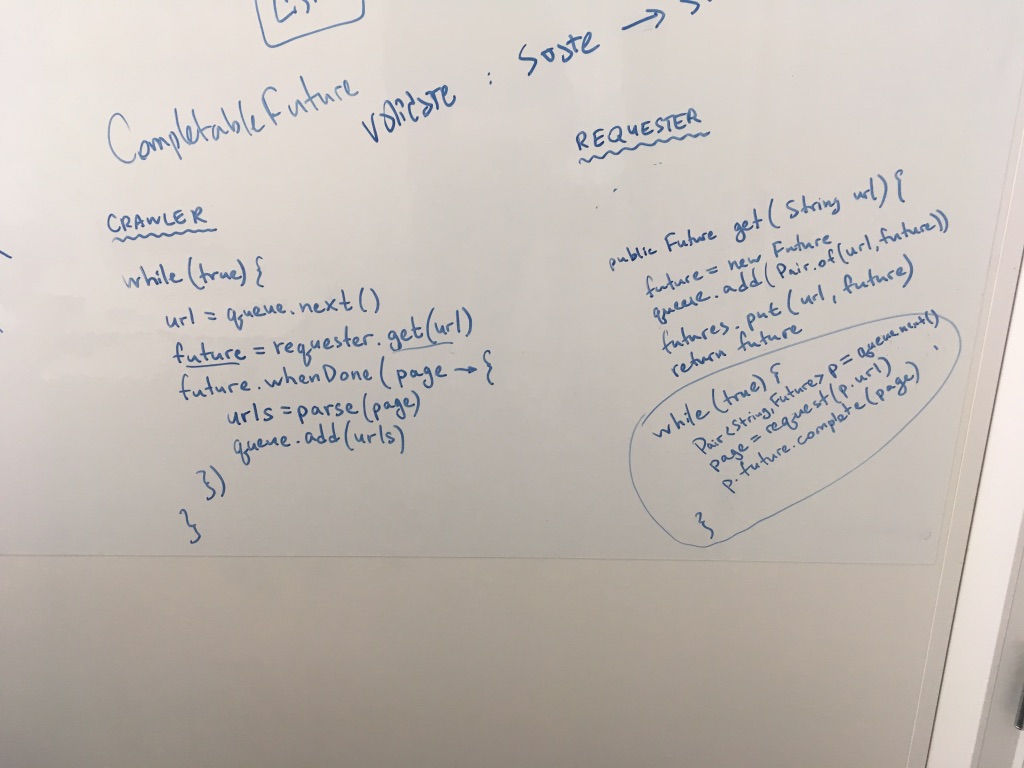 CompletableFuture
validate : soste →
CRAWLER
while(true) {
url = queue.next()
future = requester.get(url)
future.whenDone(page → {
urls = parse(page)
queue.add(urls)
})
}
REQUESTER
public Future get(String url) {
future = new Future
queue.add(Pair.of(url, future))
futures.put(url, future)
return future
while(true) {
Pair<String, Future> p = queue.next()
page = request(p.url)
p.future.complete(page)
}